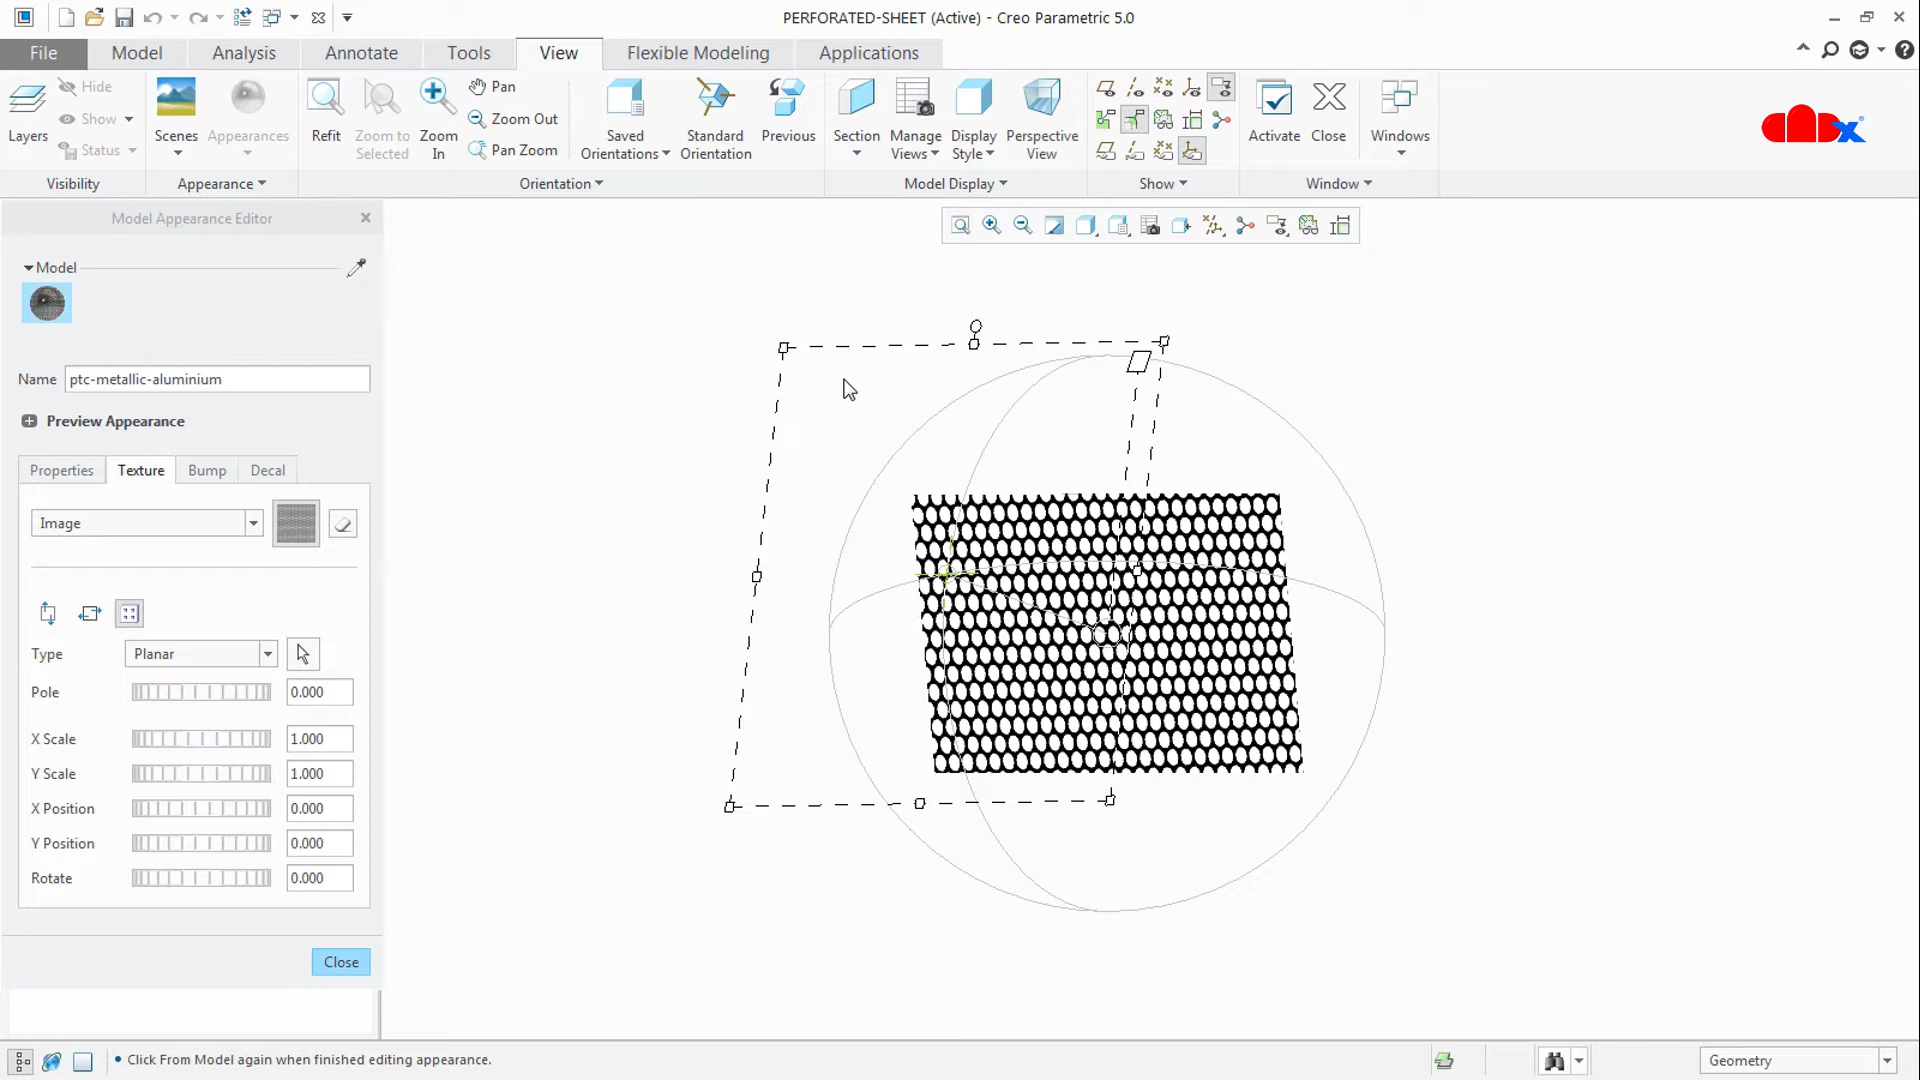 PERFORATED-SHEET (Active) - Creo Parametric 5.0
File Model Analysis Annotate Tools View Flexible Modeling Applications
Layers Hide Show Status
Visibility
Scenes Appearances
Appearance
Refit Zoom to Selected Zoom In Pan Zoom Out Pan Zoom Saved Orientations Standard Orientation Previous
Orientation
Section Manage Views Display Style Perspective View
Model Display
Show
Activate Close Windows
Window
CADX
Model Appearance Editor
Model
Name ptc-metallic-aluminium
Preview Appearance
Properties Texture Bump Decal
Image
Type Planar
Pole 0.000
X Scale 1.000
Y Scale 1.000
X Position 0.000
Y Position 0.000
Rotate 0.000
Close
Click From Model again when finished editing appearance.
Geometry